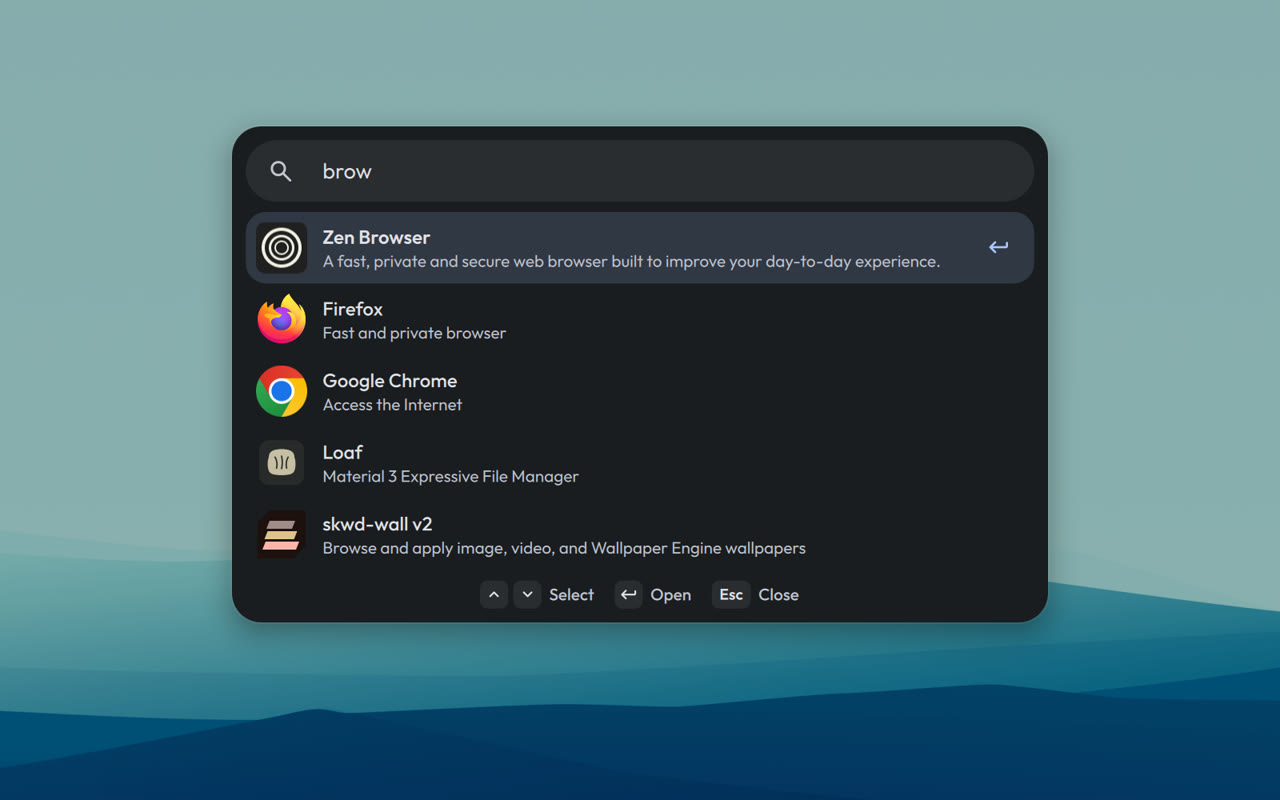 brow
Zen Browser
A fast, private and secure web browser built to improve your day-to-day experience.
Firefox
Fast and private browser
Google Chrome
Access the Internet
Loaf
Material 3 Expressive File Manager
skwd-wall v2
Browse and apply image, video, and Wallpaper Engine wallpapers
Select Open Esc Close